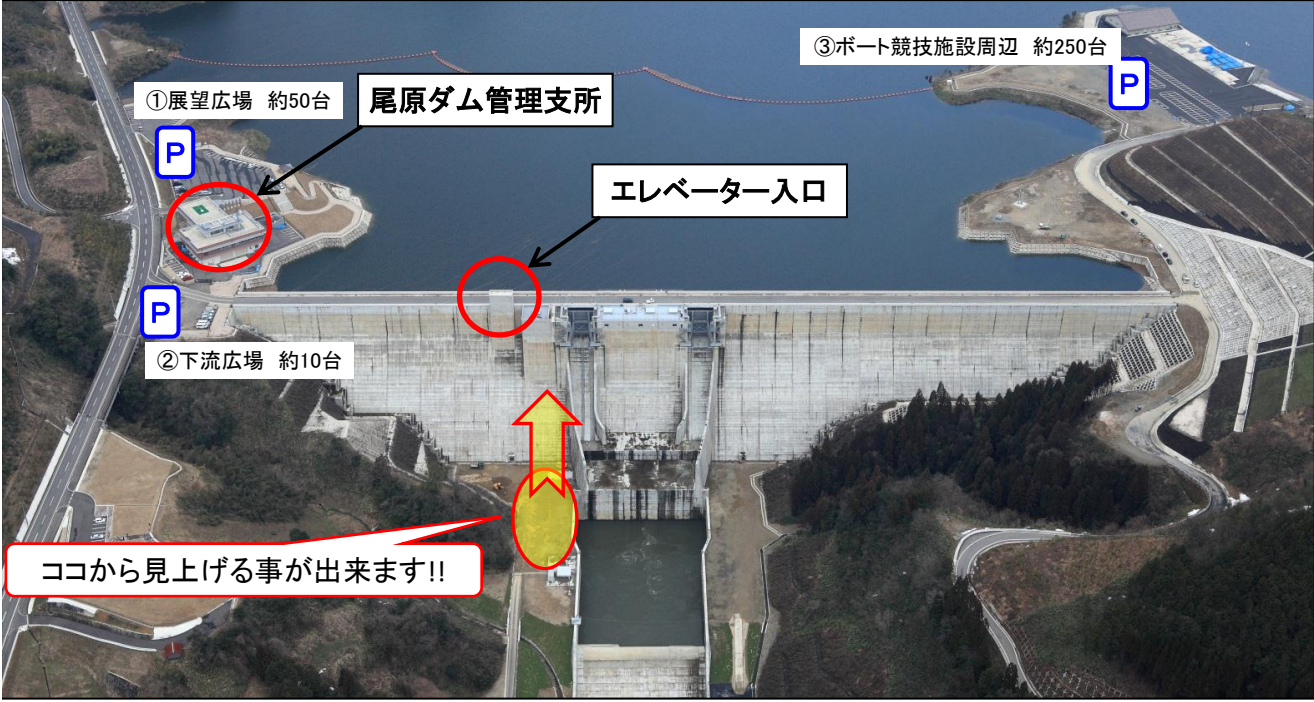 ③ボート競技施設周辺 約250台
P
①展望広場 約50台
尾原ダム管理支所
P
エレベーター入口
P
②下流広場 約10台
ココから見上げる事が出来ます!!